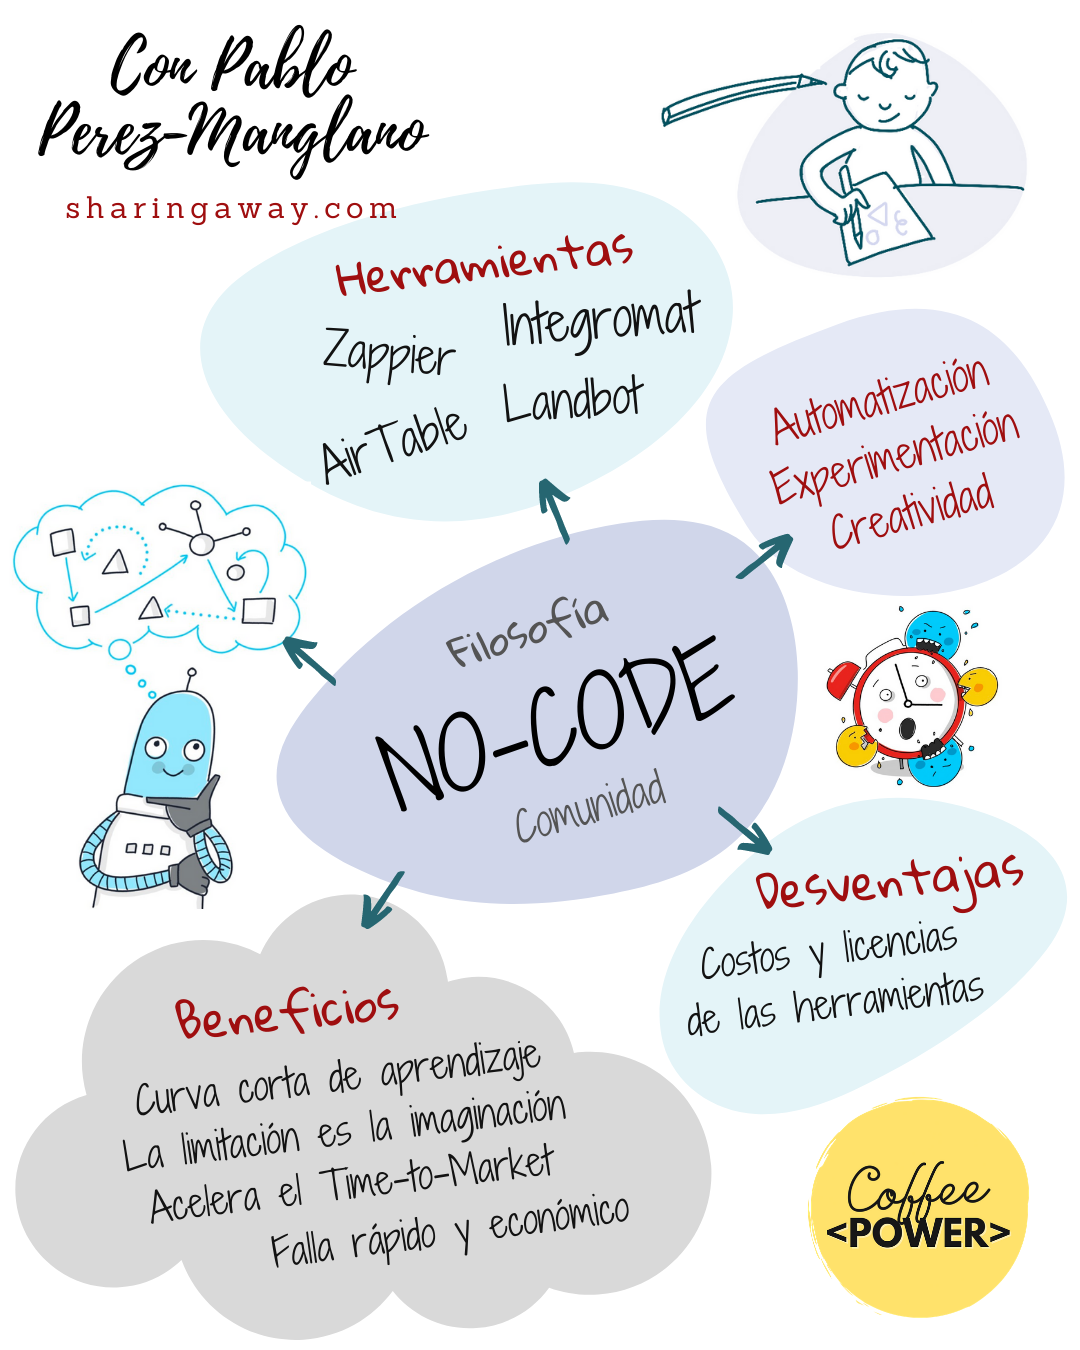 Con Pablo
Perez-Manglano
sharingaway.com
Herramientas
Zappier
Integromat
AirTable
Landbot
Automatización
Experimentación
Creatividad
Filosofía
NO-CODE
Comunidad
Desventajas
Costos y licencias
de las herramientas
Beneficios
Curva corta de aprendizaje
La limitación es la imaginación
Acelera el Time-to-Market
Falla rápido y económico
Coffee
<POWER>